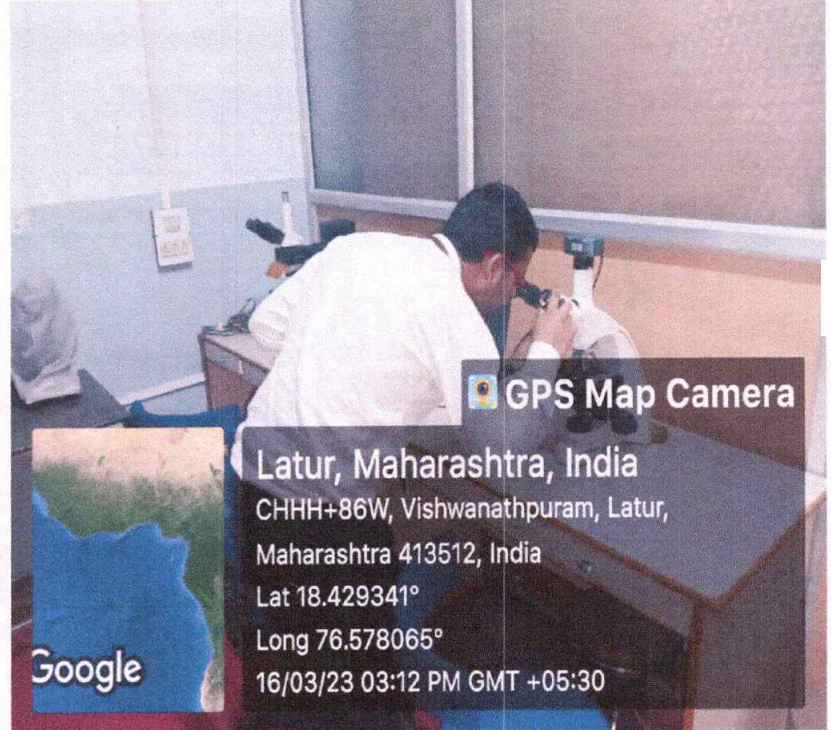 GPS Map Camera
Latur, Maharashtra, India
CHHH+86W, Vishwanathpuram, Latur,
Maharashtra 413512, India
Lat 18.429341°
Long 76.578065°
16/03/23 03:12 PM GMT +05:30
Google